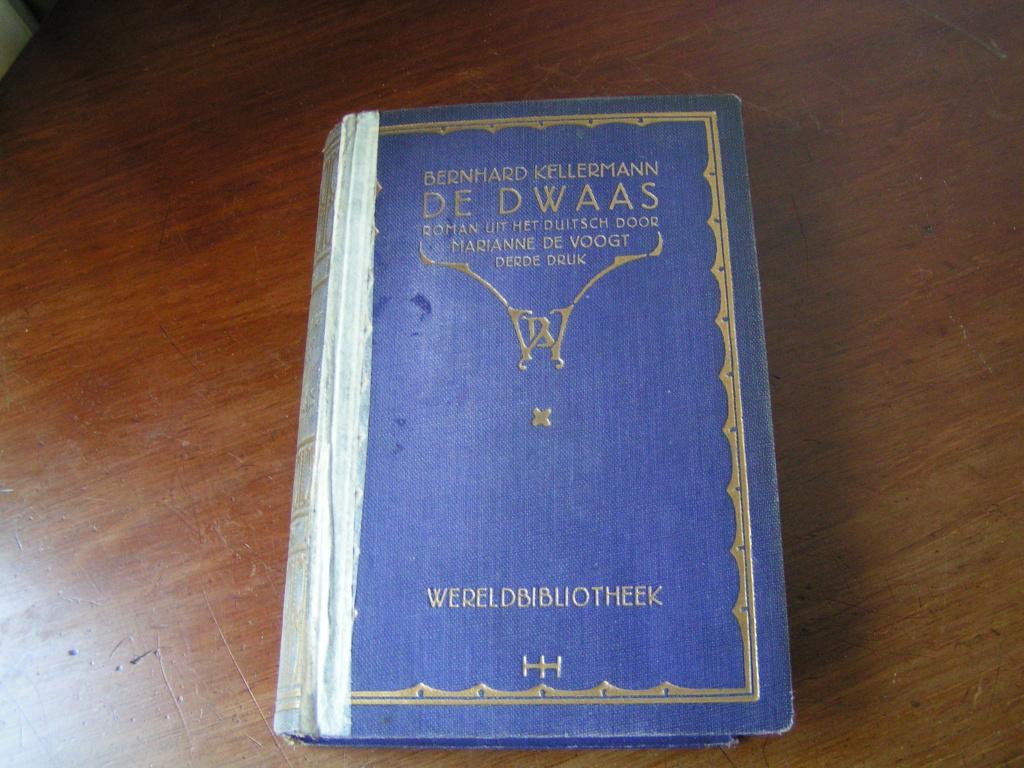 BERNHARD KELLERMANN
DE DWAAS
ROMAN UIT HET DUITSCH DOOR
MARIANNE DE VOOGT
DERDE DRUK
WERELDBIBLIOTHEEK